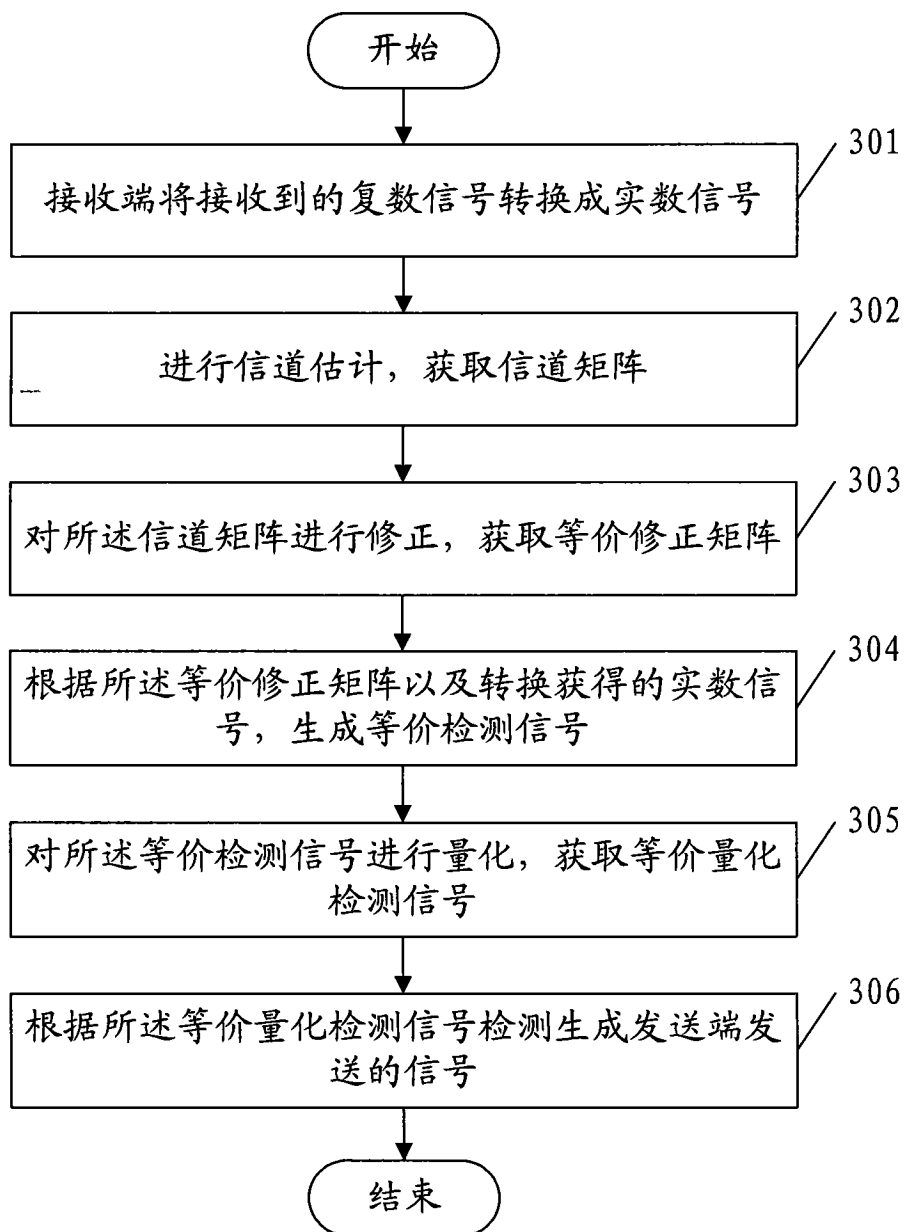 开始
301
接收端将接收到的复数信号转换成实数信号
302
进行信道估计，获取信道矩阵
303
对所述信道矩阵进行修正，获取等价修正矩阵
304
根据所述等价修正矩阵以及转换获得的实数信
号，生成等价检测信号
305
对所述等价检测信号进行量化，获取等价量化
检测信号
306
根据所述等价量化检测信号检测生成发送端发
送的信号
结束